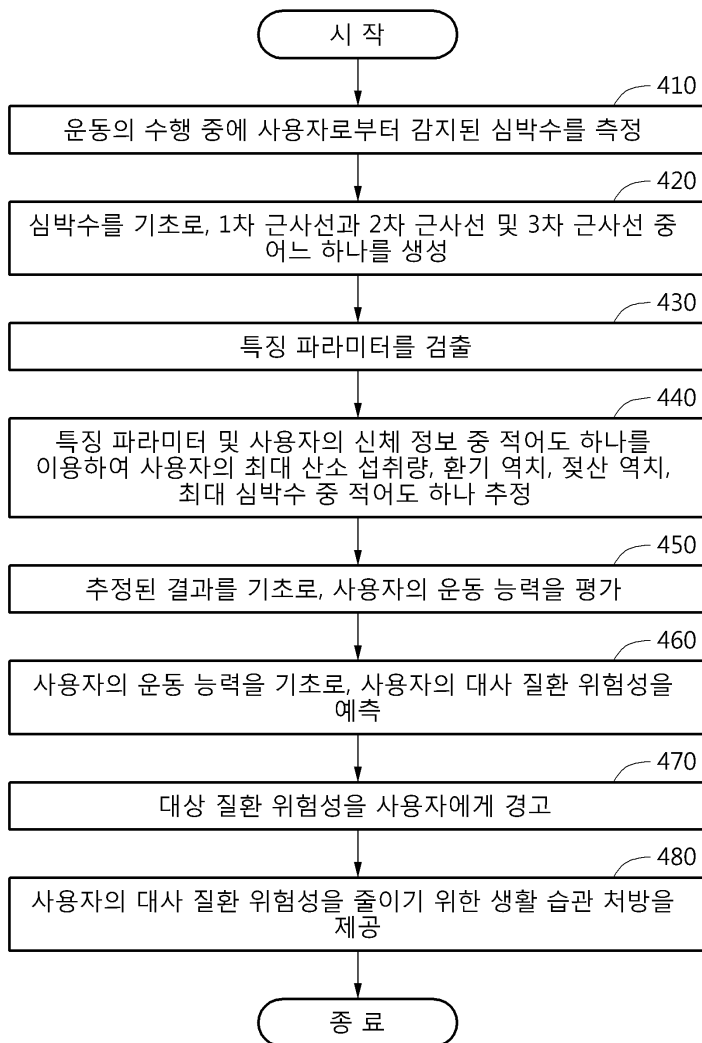 시 작
410
운동의 수행 중에 사용자로부터 감지된 심박수를 측정
420
심박수를 기초로, 1차 근사선과 2차 근사선 및 3차 근사선 중
어느 하나를 생성
430
특징 파라미터를 검출
440
특징 파라미터 및 사용자의 신체 정보 중 적어도 하나를
이용하여 사용자의 최대 산소 섭취량, 환기 역치, 젖산 역치,
최대 심박수 중 적어도 하나 추정
450
추정된 결과를 기초로, 사용자의 운동 능력을 평가
460
사용자의 운동 능력을 기초로, 사용자의 대사 질환 위험성을
예측
470
대상 질환 위험성을 사용자에게 경고
480
사용자의 대사 질환 위험성을 줄이기 위한 생활 습관 처방을
제공
종 료